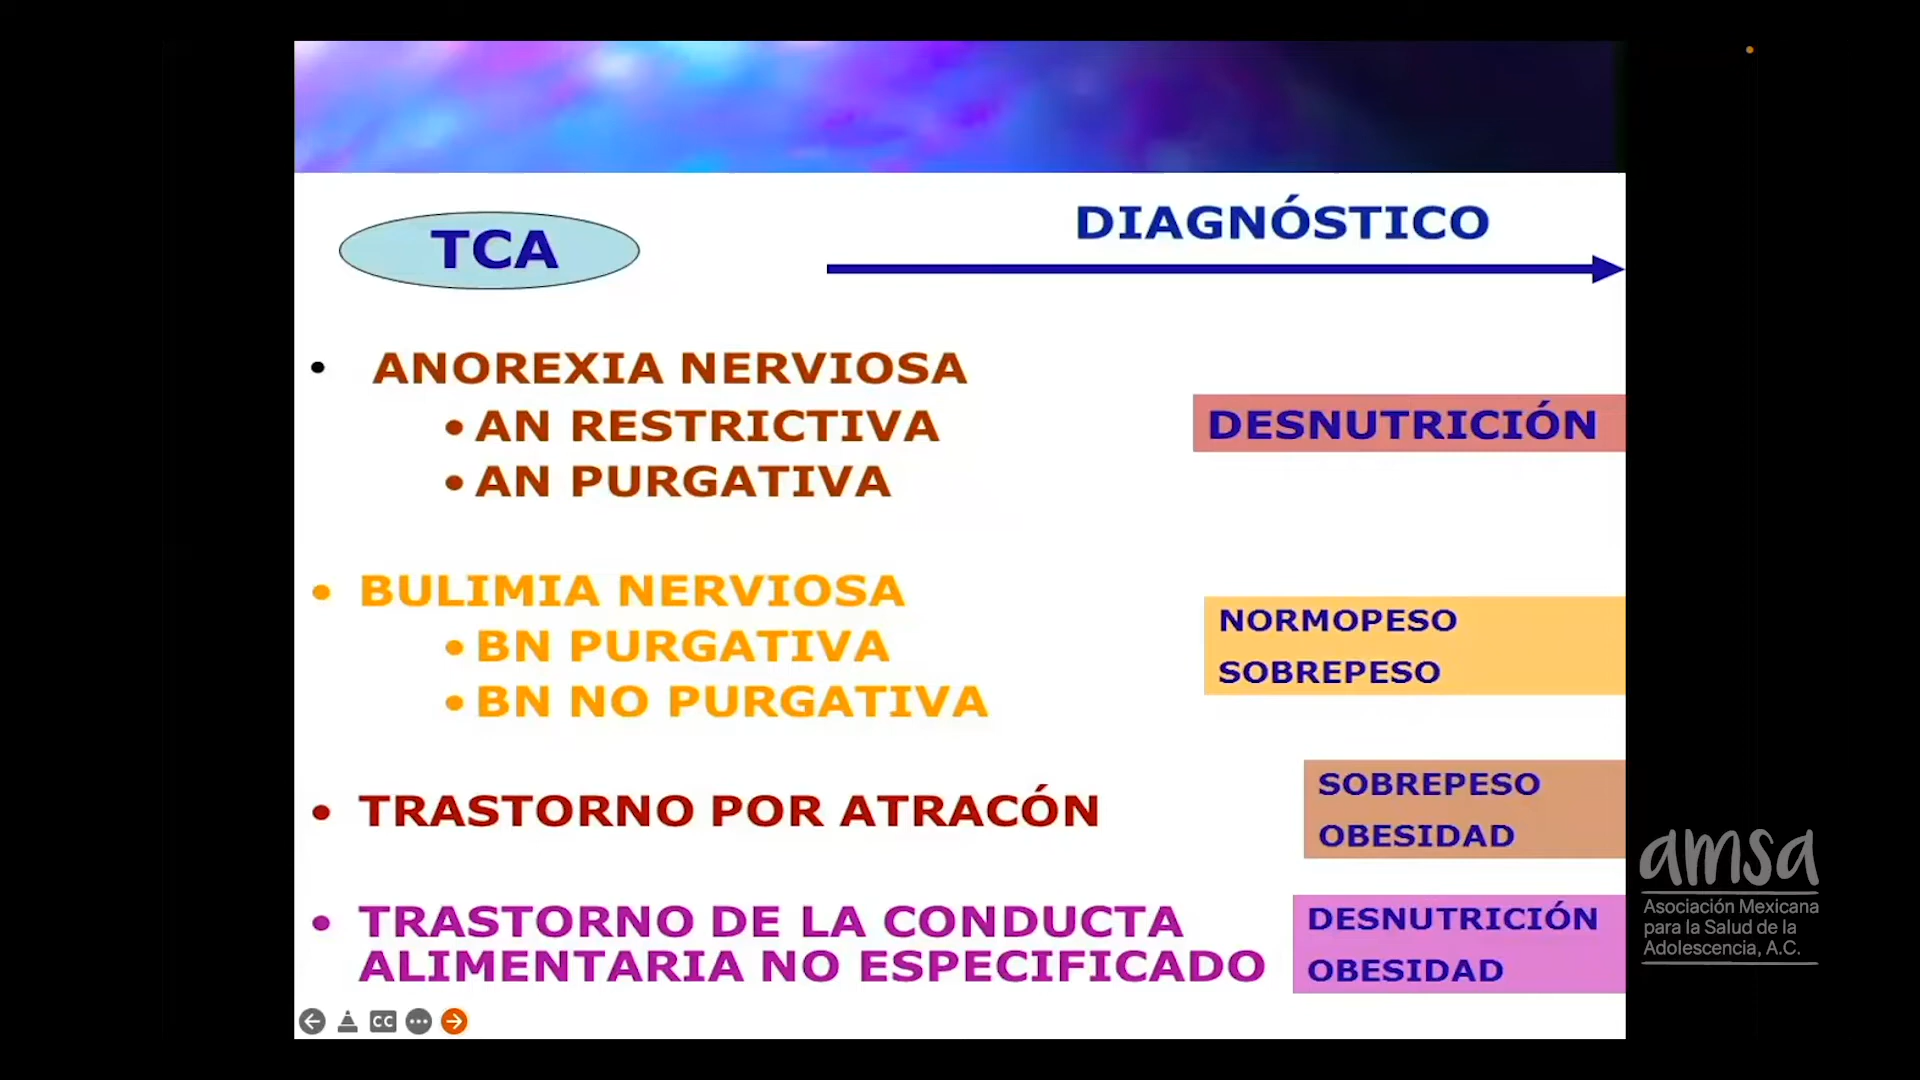 TCA
DIAGNÓSTICO
• ANOREXIA NERVIOSA
• AN RESTRICTIVA
• AN PURGATIVA
DESNUTRICIÓN
• BULIMIA NERVIOSA
• BN PURGATIVA
• BN NO PURGATIVA
NORMOPESO
SOBREPESO
• TRASTORNO POR ATRACÓN
SOBREPESO
OBESIDAD
• TRASTORNO DE LA CONDUCTA
ALIMENTARIA NO ESPECIFICADO
DESNUTRICIÓN
OBESIDAD
CC
amsa
Asociación Mexicana
para la Salud de la
Adolescencia, A.C.